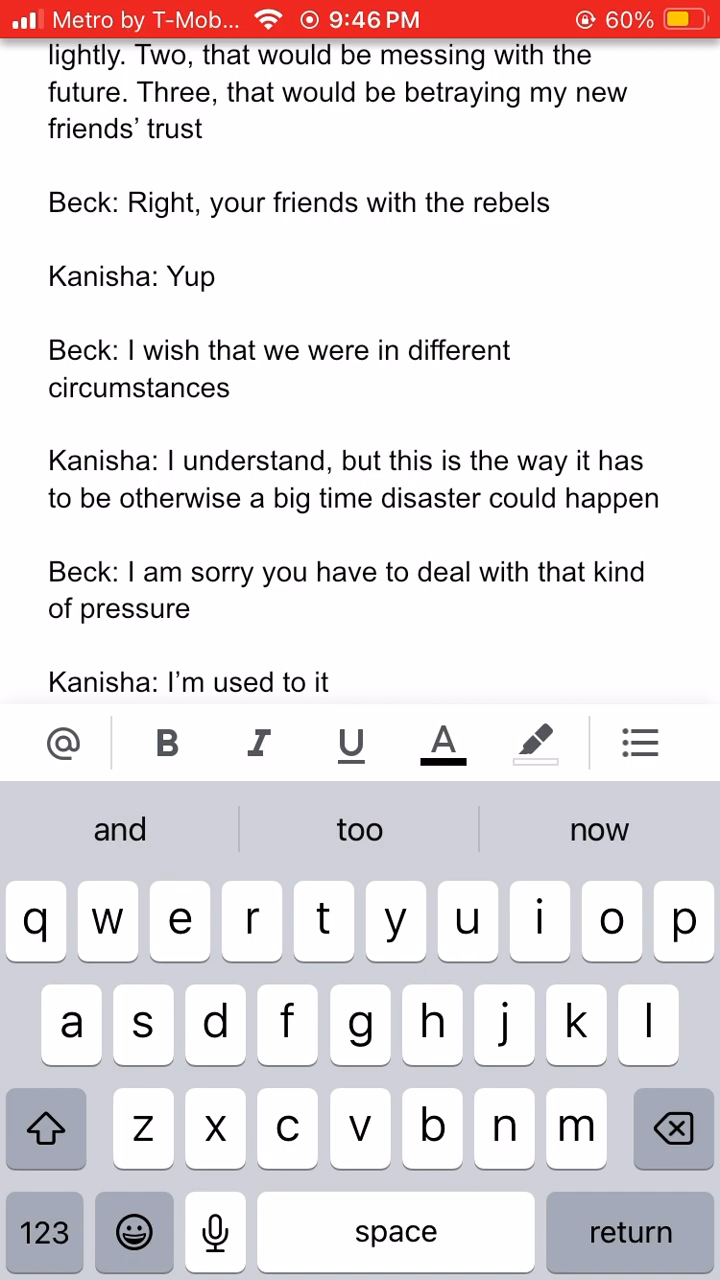 Metro by T-Mob... 9:46 PM 60%
lightly. Two, that would be messing with the
future. Three, that would be betraying my new
friends’ trust
Beck: Right, your friends with the rebels
Kanisha: Yup
Beck: I wish that we were in different
circumstances
Kanisha: I understand, but this is the way it has
to be otherwise a big time disaster could happen
Beck: I am sorry you have to deal with that kind
of pressure
Kanisha: I’m used to it
@ B I U A
and too now
q w e r t y u i o p
a s d f g h j k l
z x c v b n m
123 space return